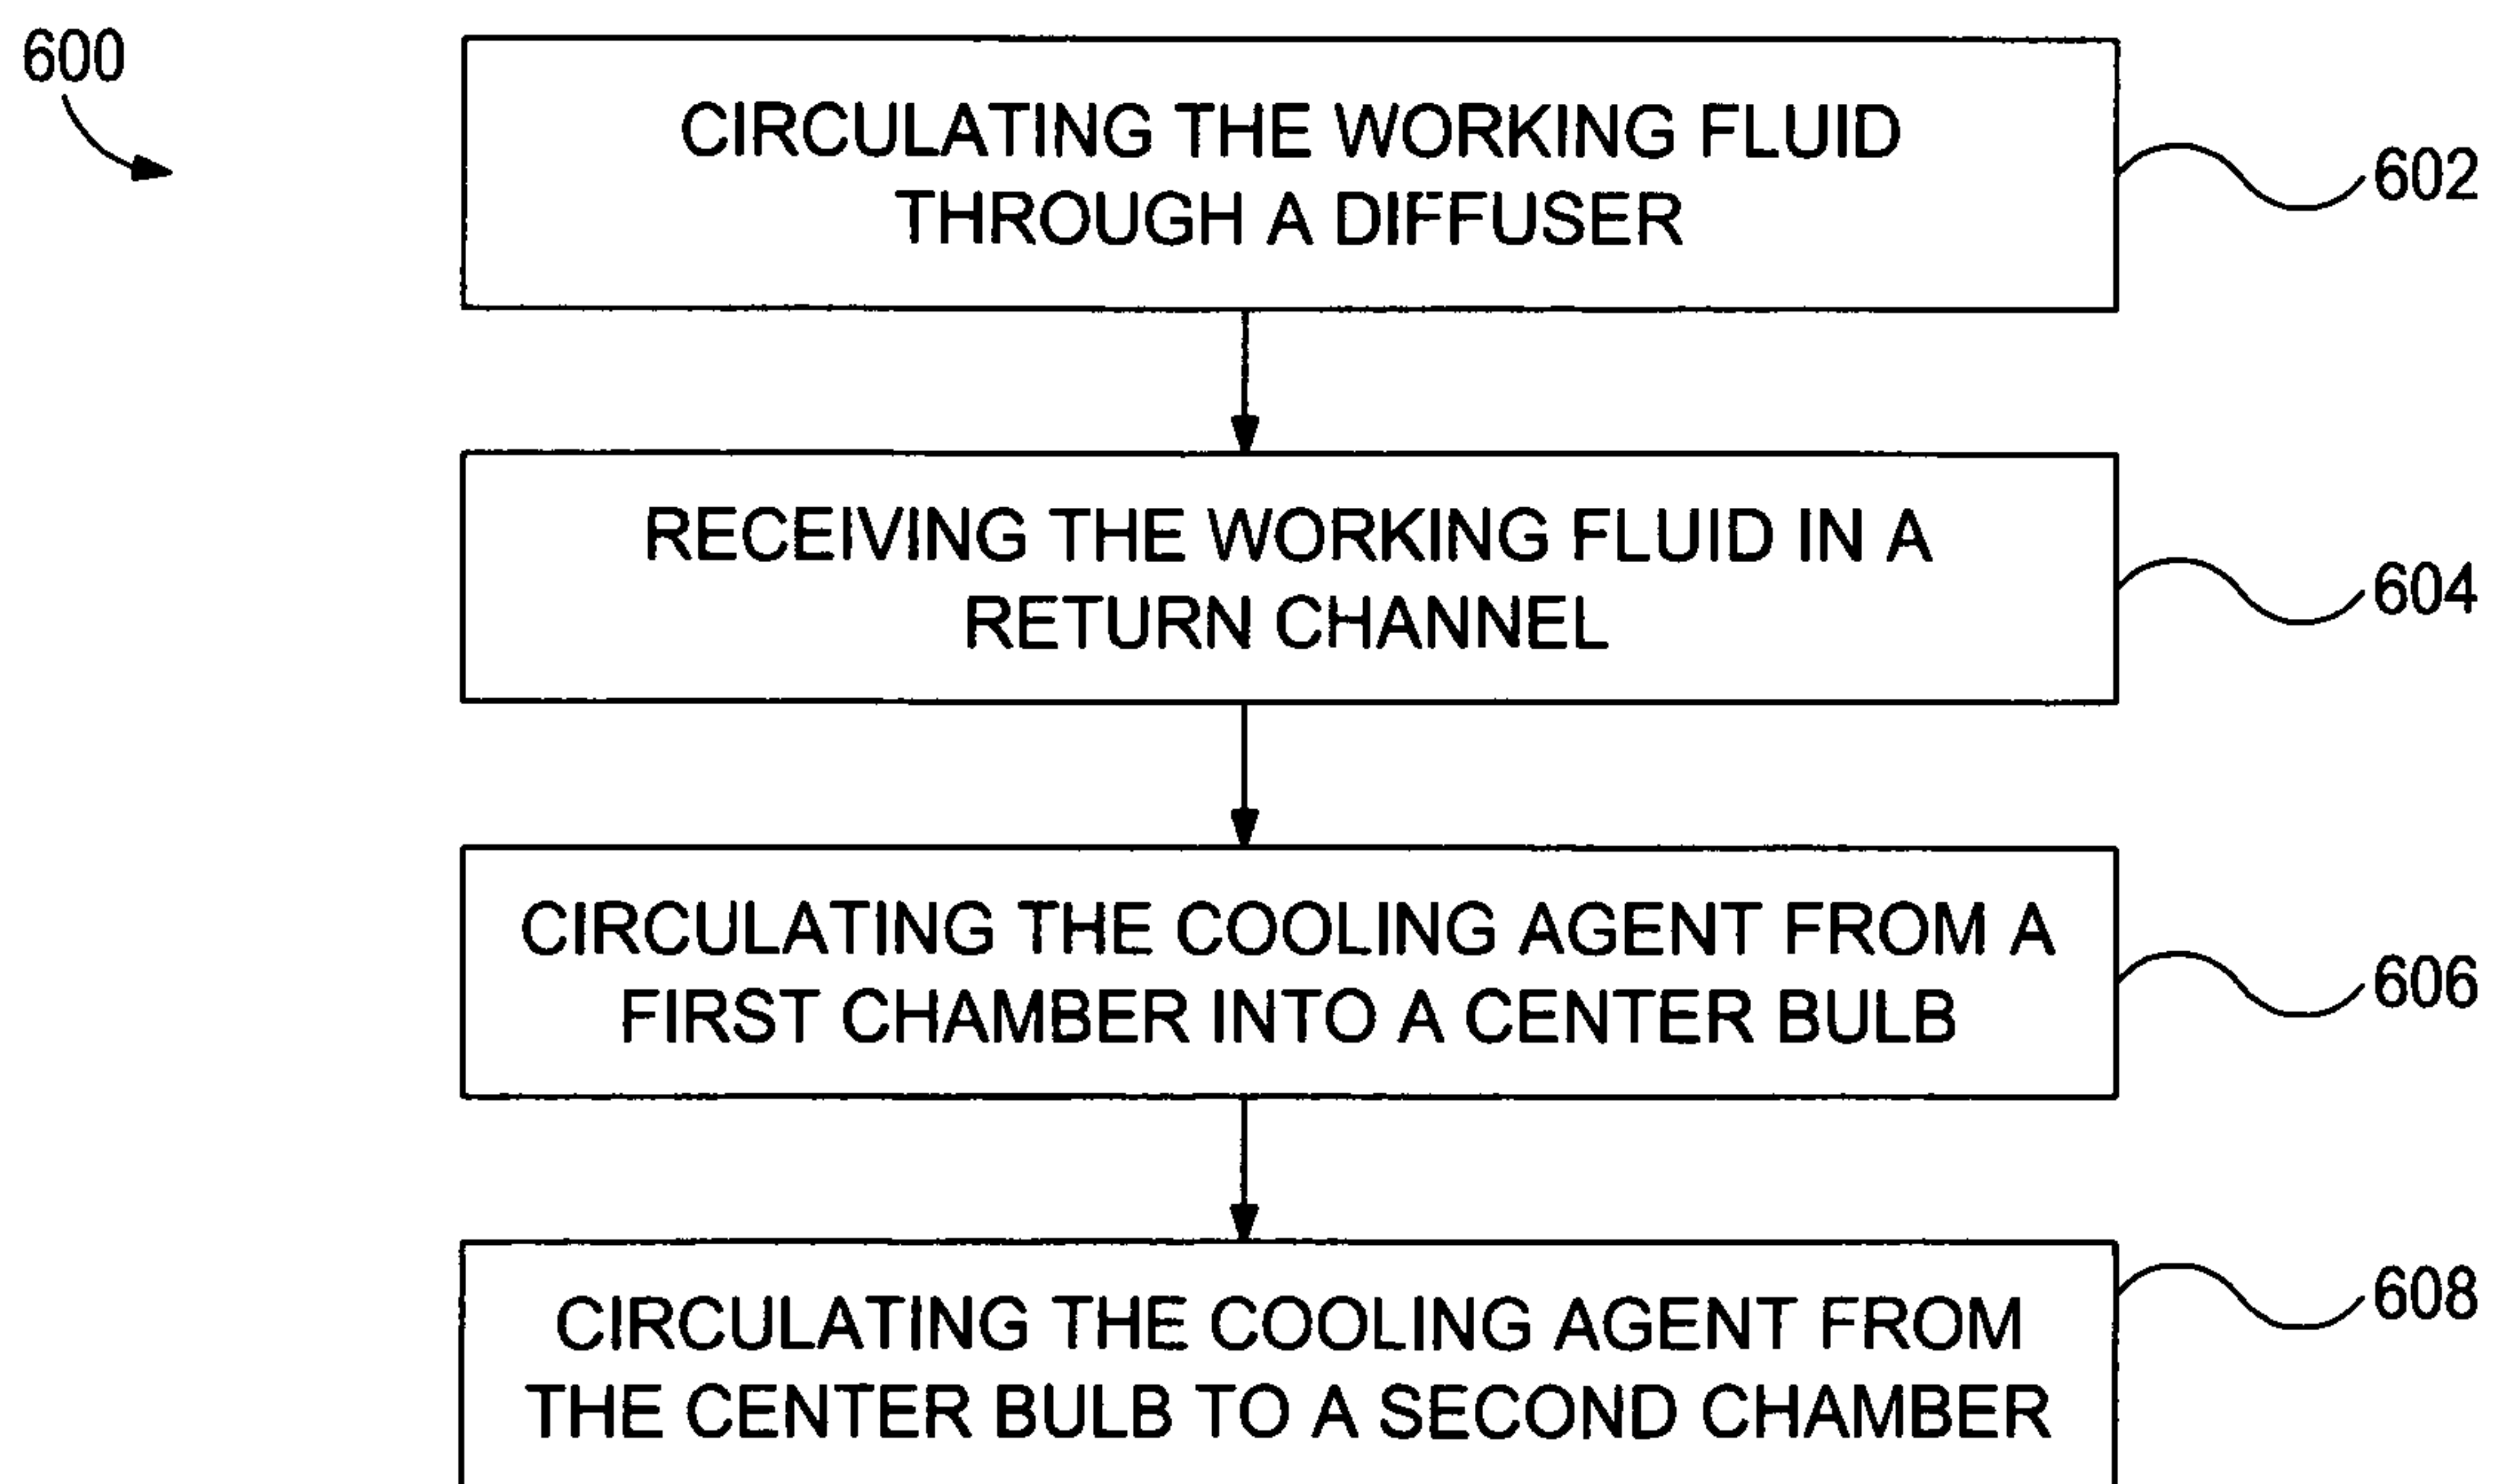 600
CIRCULATING THE WORKING FLUID
THROUGH A DIFFUSER
602
RECEIVING THE WORKING FLUID IN A
RETURN CHANNEL
604
CIRCULATING THE COOLING AGENT FROM A
FIRST CHAMBER INTO A CENTER BULB
606
CIRCULATING THE COOLING AGENT FROM
THE CENTER BULB TO A SECOND CHAMBER
608